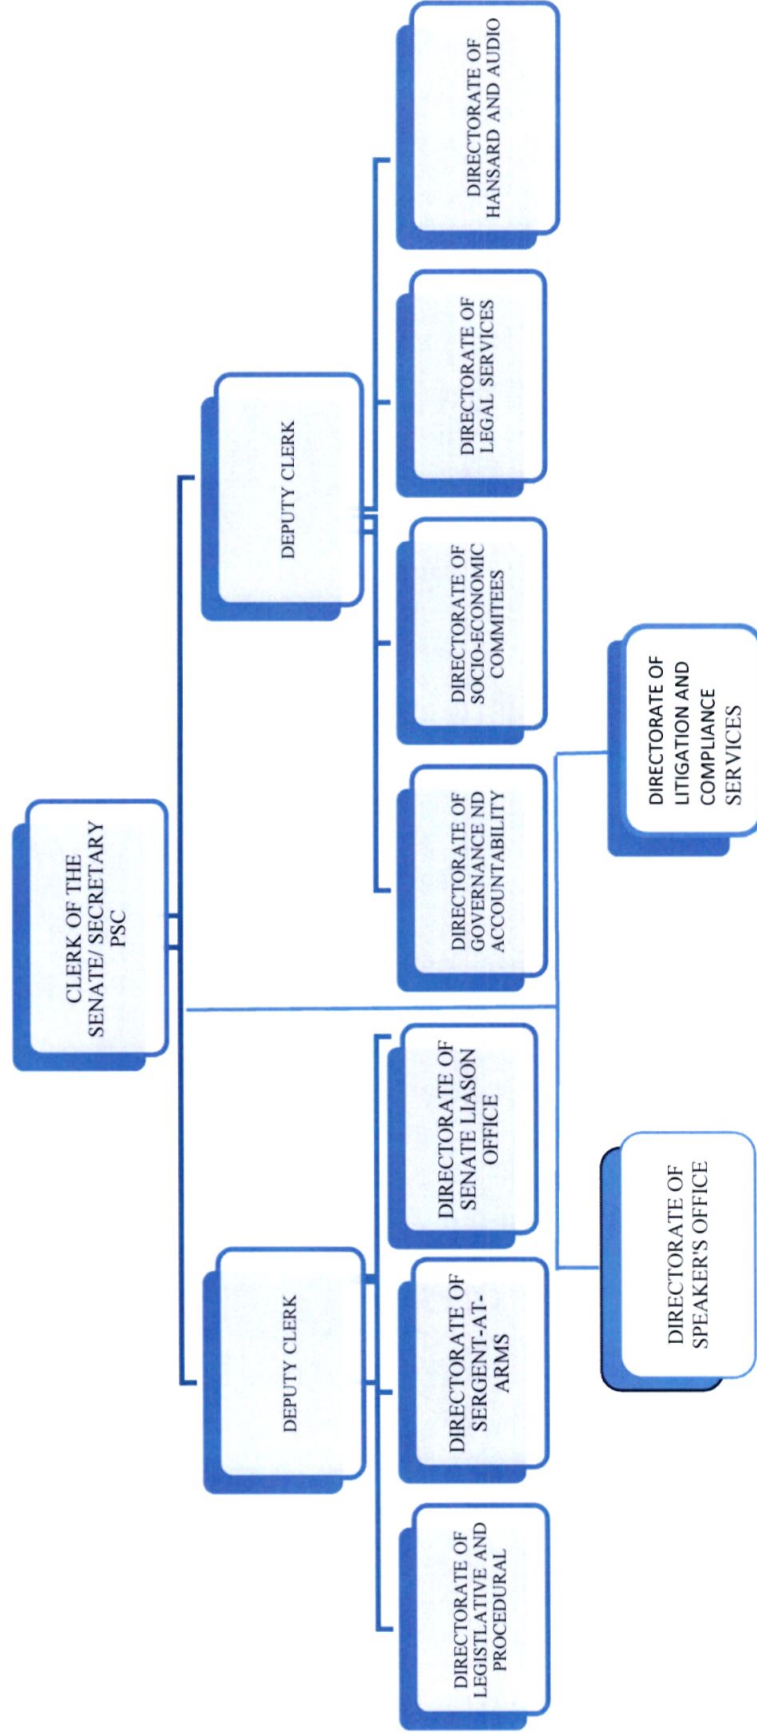 CLERK OF THE
SENATE/ SECRETARY
PSC
DEPUTY CLERK
DEPUTY CLERK
DIRECTORATE OF
LEGISTLATIVE AND
PROCEDURAL
DIRECTORATE OF
SERGENT-AT-
ARMS
DIRECTORATE OF
SENATE LIASON
OFFICE
DIRECTORATE OF
GOVERNANCE ND
ACCOUNTABILITY
DIRECTORATE OF
SOCIO-ECONOMIC
COMMITEES
DIRECTORATE OF
LEGAL SERVICES
DIRECTORATE OF
HANSARD AND AUDIO
DIRECTORATE OF
SPEAKER'S OFFICE
DIRECTORATE OF
LITIGATION AND
COMPLIANCE
SERVICES